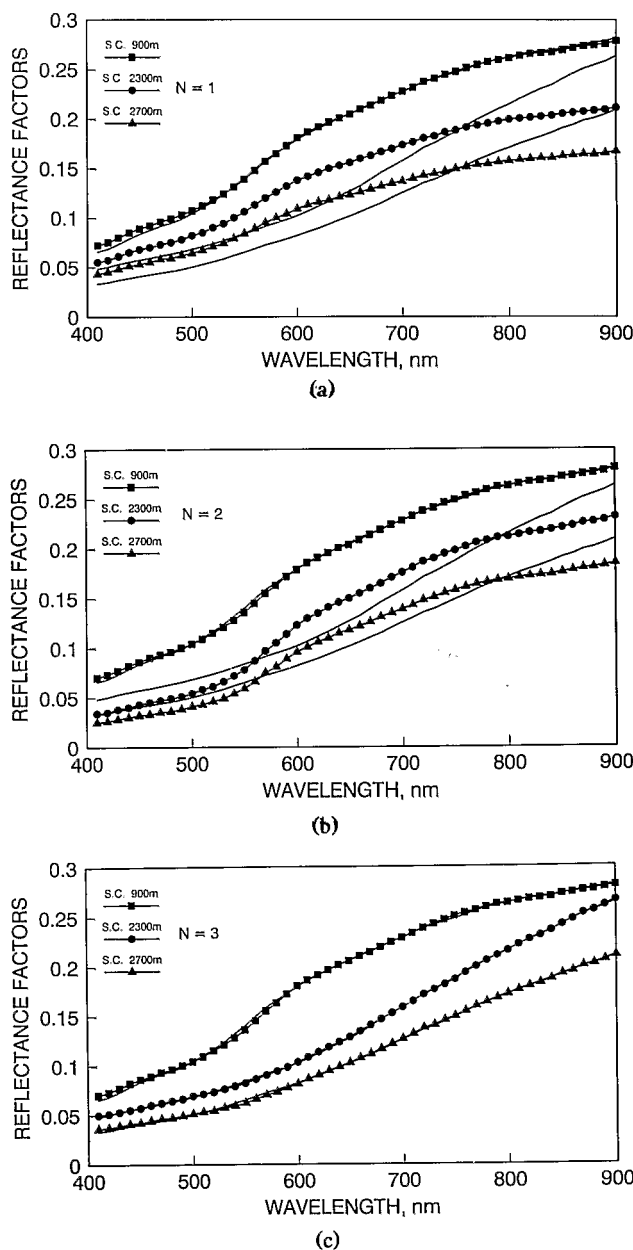 (a)
0.3
0.25
0.2
0.15
0.1
0.05
0
REFLECTANCE FACTORS
S.C. 900m
S.C 2300m
N = 1
S.C. 2700m
400 500 600 700 800 900
WAVELENGTH, nm
(a)
0.3
0.25
0.2
0.15
0.1
0.05
0
REFLECTANCE FACTORS
S.C. 900m
S.C. 2300m
N = 2
S.C. 2700m
400 500 600 700 800 900
WAVELENGTH, nm
(b)
0.3
0.25
0.2
0.15
0.1
0.05
0
REFLECTANCE FACTORS
S.C. 900m
S.C. 2300m
N = 3
S.C. 2700m
400 500 600 700 800 900
WAVELENGTH, nm
(c)